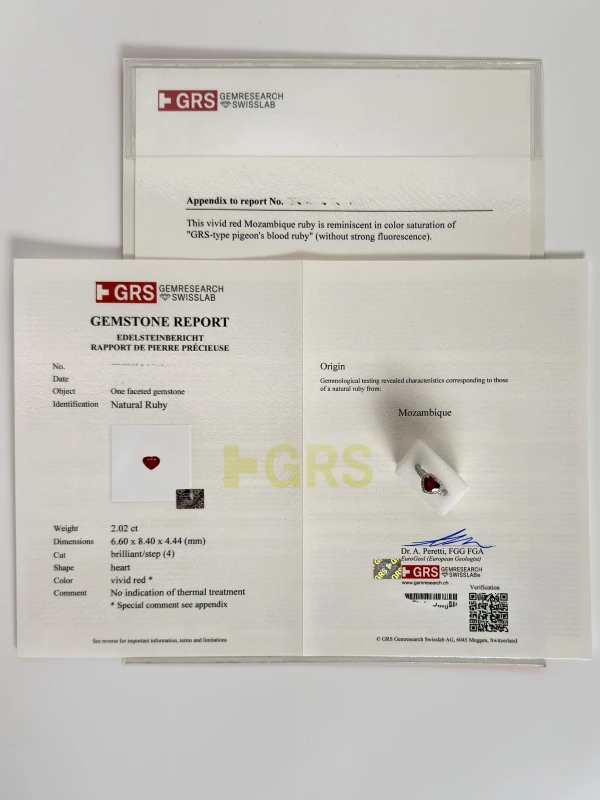 GRS GEMRESEARCH
SWISSLAB
Appendix to report No.
This vivid red Mozambique ruby is reminiscent in color saturation of
"GRS-type pigeon's blood ruby" (without strong fluorescence).
GRS GEMRESEARCH
SWISSLAB
GEMSTONE REPORT
EDELSTEINBERICHT
RAPPORT DE PIERRE PRÉCIEUSE
No.
Date
Object One faceted gemstone
Identification Natural Ruby
Weight 2.02 ct
Dimensions 6.60 x 8.40 x 4.44 (mm)
Cut brilliant/step (4)
Shape heart
Color vivid red *
Comment No indication of thermal treatment
* Special comment see appendix
See reverse for important information, terms and limitations
GRS
Origin
Gemmological testing revealed characteristics corresponding to those
of a natural ruby from:
Mozambique
Dr. A. Peretti, FGG FGA
EuroGeol (European Geologist)
GRS GEMRESEARCH
SWISSLAB®
www.gemresearch.ch
Verification
© GRS Gemresearch Swisslab AG, 6045 Meggen, Switzerland